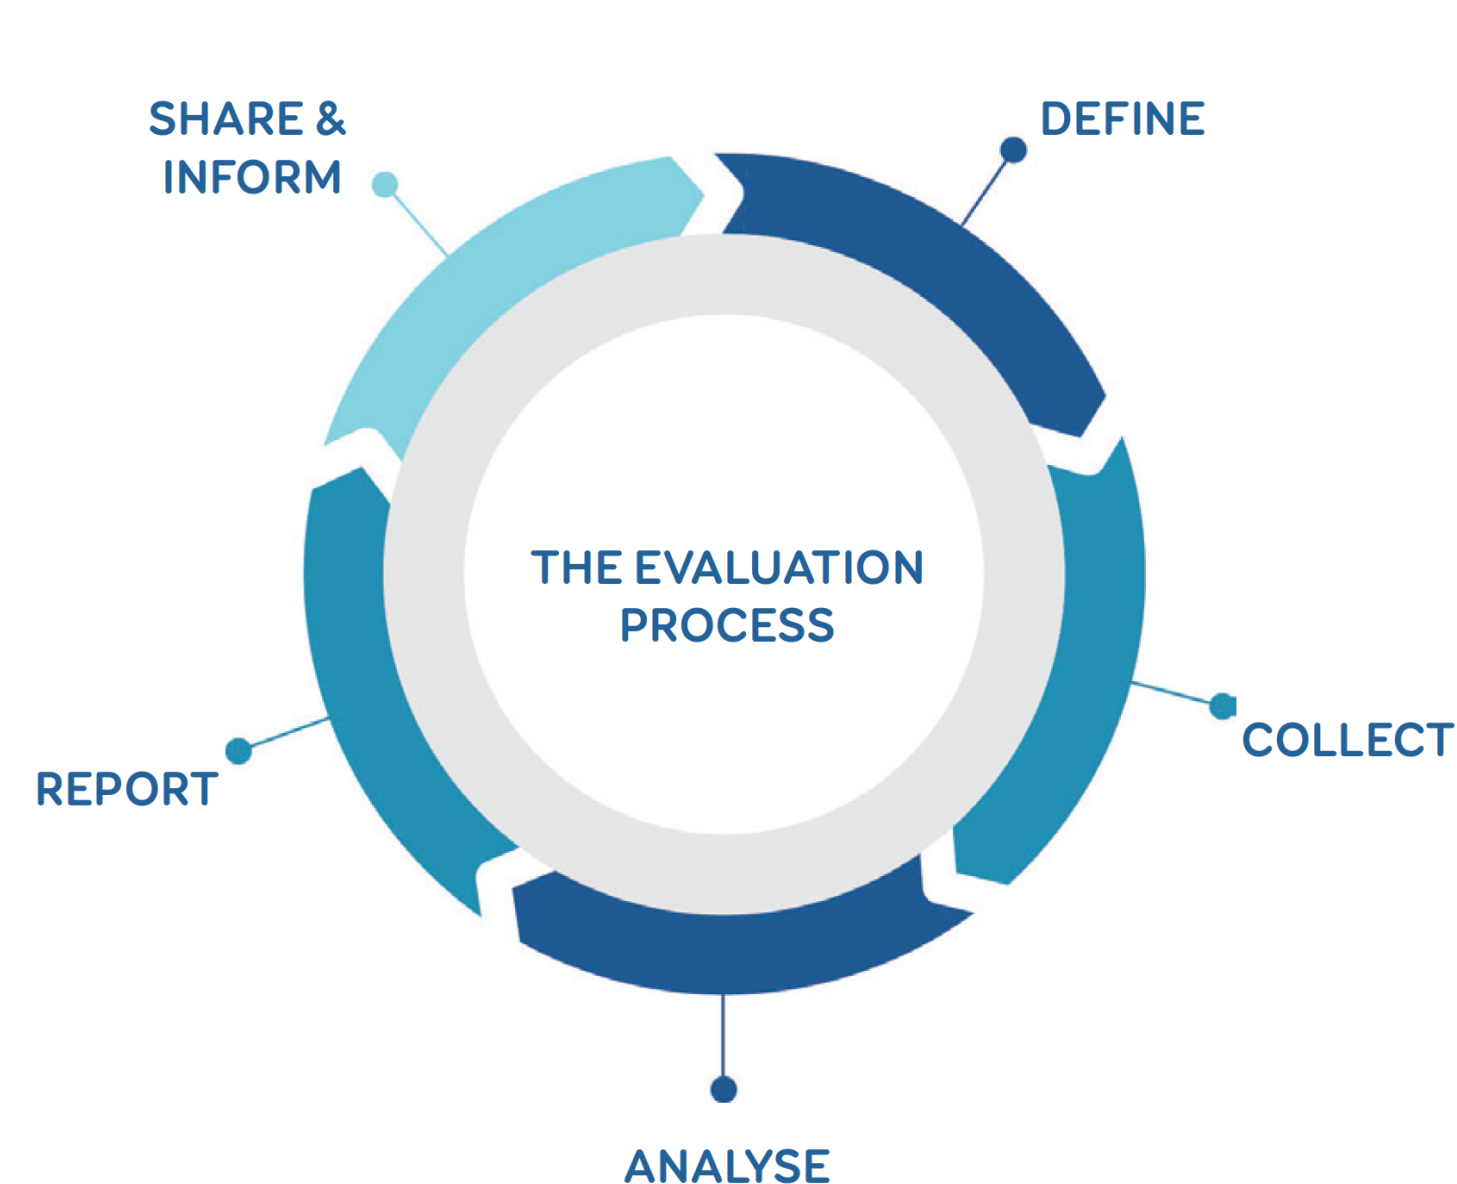 SHARE &
INFORM
DEFINE
THE EVALUATION
PROCESS
COLLECT
REPORT
ANALYSE